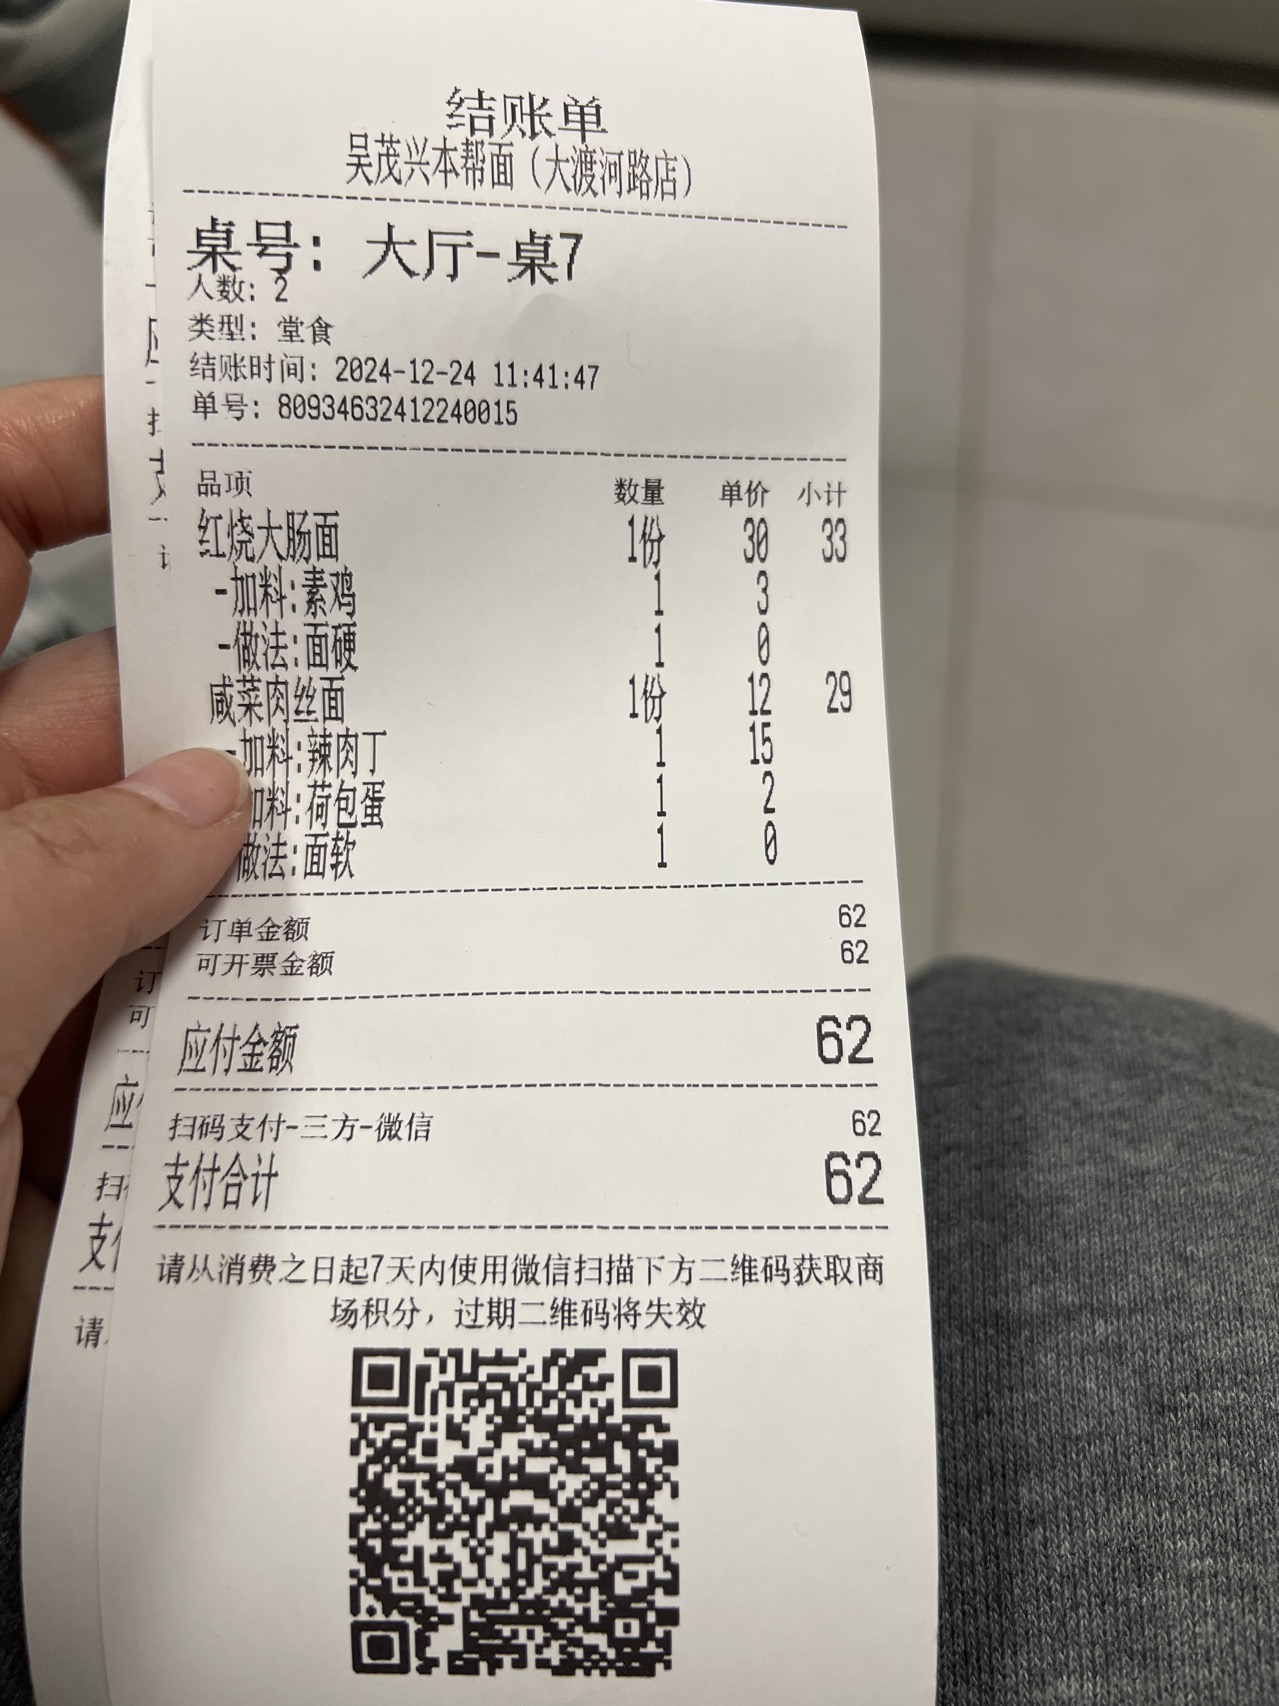 结账单
吴茂兴本帮面（大渡河路店）
桌号： 大厅-桌7
人数: 2
类型: 堂食
结账时间: 2024-12-24 11:41:47
单号: 80934632412240015
品项 数量 单价 小计
红烧大肠面 1份 30 33
-加料:素鸡 1 3
-做法:面硬 1 0
咸菜肉丝面 1份 12 29
-加料:辣肉丁 1 15
加料:荷包蛋 1 2
做法:面软 1 0
订单金额 62
可开票金额 62
应付金额 62
扫码支付-三方-微信 62
支付合计 62
请从消费之日起7天内使用微信扫描下方二维码获取商
场积分，过期二维码将失效